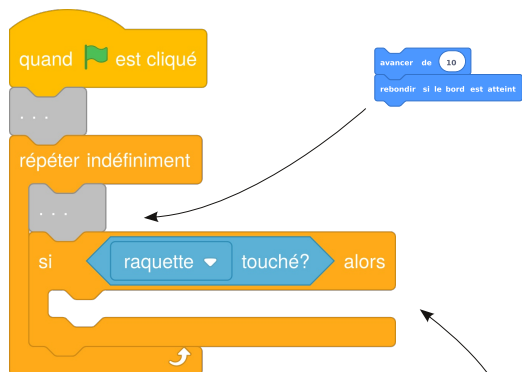 quand est cliqué
avancer de 10
rebondir si le bord est atteint
. . .
répéter indéfiniment
. . .
si raquette touché? alors